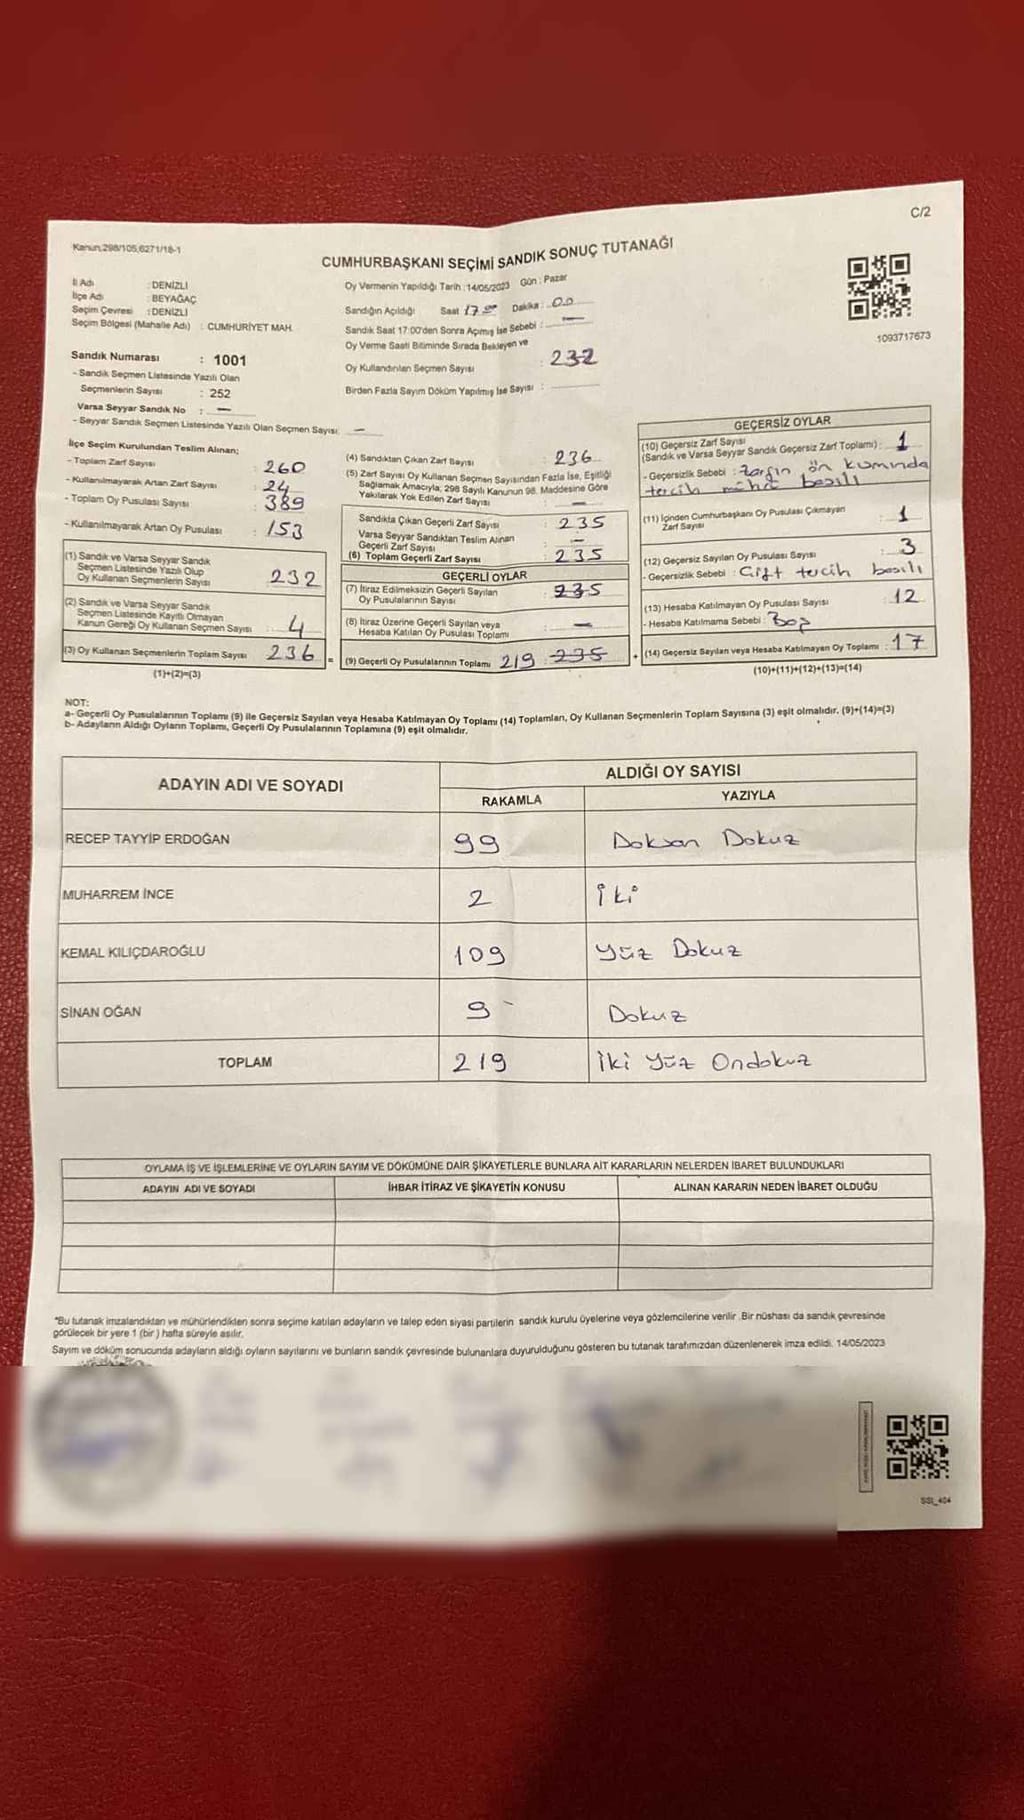 C/2
Kanun;298/105;6271/18-1
CUMHURBAŞKANI SEÇİMİ SANDIK SONUÇ TUTANAĞI
İl Adı : DENİZLİ
İlçe Adı : BEYAĞAÇ
Seçim Çevresi : DENİZLİ
Seçim Bölgesi (Mahalle Adı) : CUMHURİYET MAH.
Oy Vermenin Yapıldığı Tarih :14/05/2023 Gün : Pazar
Sandığın Açıldığı Saat 17.00 Dakika : 00
Sandık Saat 17:00'den Sonra Açımış İse Sebebi : —
Oy Verme Saati Bitiminde Sırada Bekleyen ve
Oy Kullandırılan Seçmen Sayısı : 232
Birden Fazla Sayım Döküm Yapılmış İse Sayısı :
1093717673
Sandık Numarası : 1001
- Sandık Seçmen Listesinde Yazılı Olan
Seçmenlerin Sayısı : 252
Varsa Seyyar Sandık No : —
- Seyyar Sandık Seçmen Listesinde Yazılı Olan Seçmen Sayısı: —
İlçe Seçim Kurulundan Teslim Alınan;
- Toplam Zarf Sayısı : 260
- Kullanılmayarak Artan Zarf Sayısı : 24
- Toplam Oy Pusulası Sayısı : 389
- Kullanılmayarak Artan Oy Pusulası : 153
(1) Sandık ve Varsa Seyyar Sandık
Seçmen Listesinde Yazılı Olup
Oy Kullanan Seçmenlerin Sayısı : 232
(2) Sandık ve Varsa Seyyar Sandık
Seçmen Listesinde Kayıtlı Olmayan
Kanun Gereği Oy Kullanan Seçmen Sayısı : 4
(3) Oy Kullanan Seçmenlerin Toplam Sayısı : 236 =
(1)+(2)=(3)
(4) Sandıktan Çıkan Zarf Sayısı : 236
(5) Zarf Sayısı Oy Kullanan Seçmen Sayısından Fazla İse, Eşitliği
Sağlamak Amacıyla; 298 Sayılı Kanunun 98. Maddesine Göre
Yakılarak Yok Edilen Zarf Sayısı : —
Sandıkta Çıkan Geçerli Zarf Sayısı : 235
Varsa Seyyar Sandıktan Teslim Alınan
Geçerli Zarf Sayısı : —
(6) Toplam Geçerli Zarf Sayısı : 235
GEÇERLİ OYLAR
(7) İtiraz Edilmeksizin Geçerli Sayılan
Oy Pusulalarının Sayısı : 235
(8) İtiraz Üzerine Geçerli Sayılan veya
Hesaba Katılan Oy Pusulası Toplamı : —
(9) Geçerli Oy Pusulalarının Toplamı 219 235 +
GEÇERSİZ OYLAR
(10) Geçersiz Zarf Sayısı
(Sandık ve Varsa Seyyar Sandık Geçersiz Zarf Toplamı) : 1
- Geçersizlik Sebebi : Zarfın ön kısmında
tercih mührü basılı
(11) İçinden Cumhurbaşkanı Oy Pusulası Çıkmayan
Zarf Sayısı : 1
(12) Geçersiz Sayılan Oy Pusulası Sayısı : 3
- Geçersizlik Sebebi : Çift tercih basılı
(13) Hesaba Katılmayan Oy Pusulası Sayısı : 12
- Hesaba Katılmama Sebebi : Boş
(14) Geçersiz Sayılan veya Hesaba Katılmayan Oy Toplamı : 17
(10)+(11)+(12)+(13)=(14)
NOT:
a- Geçerli Oy Pusulalarının Toplamı (9) ile Geçersiz Sayılan veya Hesaba Katılmayan Oy Toplamı (14) Toplamları, Oy Kullanan Seçmenlerin Toplam Sayısına (3) eşit olmalıdır. (9)+(14)=(3)
b- Adayların Aldığı Oyların Toplamı, Geçerli Oy Pusulalarının Toplamına (9) eşit olmalıdır.
ADAYIN ADI VE SOYADI
ALDIĞI OY SAYISI
RAKAMLA YAZIYLA
RECEP TAYYİP ERDOĞAN 99 Doksan Dokuz
MUHARREM İNCE 2 İki
KEMAL KILIÇDAROĞLU 109 Yüz Dokuz
SİNAN OĞAN 9 Dokuz
TOPLAM 219 İki Yüz Ondokuz
OYLAMA İŞ VE İŞLEMLERİNE VE OYLARIN SAYIM VE DÖKÜMÜNE DAİR ŞİKAYETLERLE BUNLARA AİT KARARLARIN NELERDEN İBARET BULUNDUKLARI
ADAYIN ADI VE SOYADI İHBAR İTİRAZ VE ŞİKAYETİN KONUSU ALINAN KARARIN NEDEN İBARET OLDUĞU
*Bu tutanak imzalandıktan ve mühürlendikten sonra seçime katılan adayların ve talep eden siyasi partilerin sandık kurulu üyelerine veya gözlemcilerine verilir. Bir nüshası da sandık çevresinde
görülecek bir yere 1 (bir) hafta süreyle asılır.
Sayım ve döküm sonucunda adayların aldığı oyların sayılarını ve bunların sandık çevresinde bulunanlara duyurulduğunu gösteren bu tutanak tarafımızdan düzenlenerek imza edildi. 14/05/2023
SSL_404